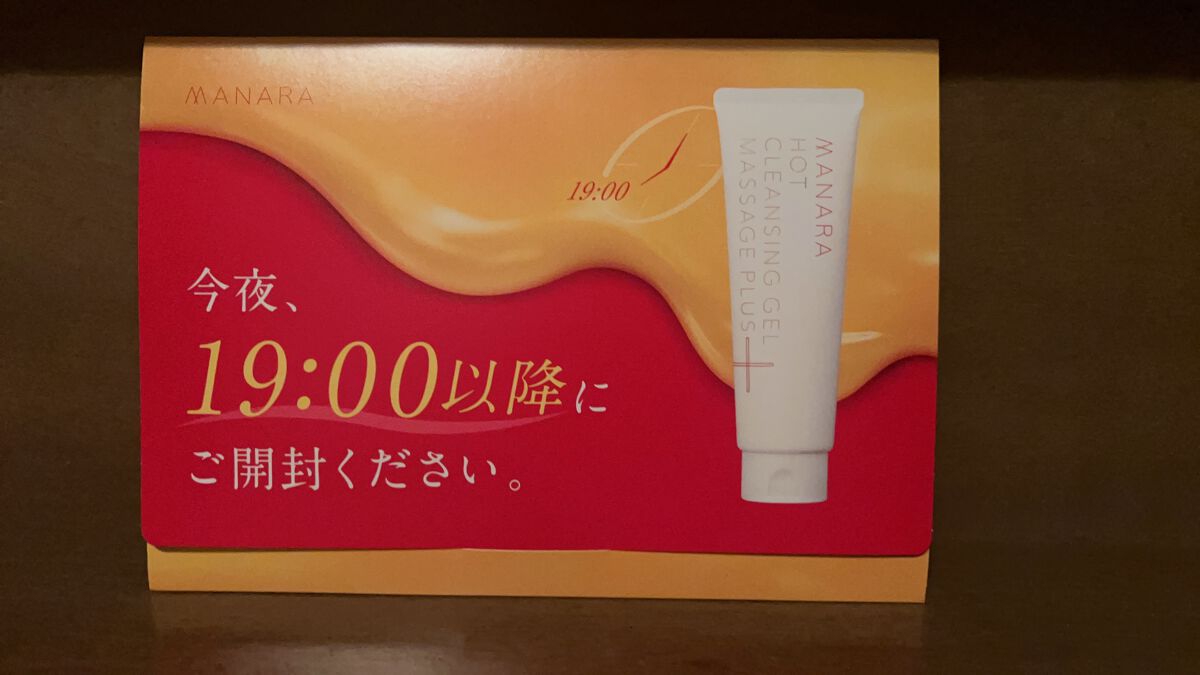 MANARA
19:00
今夜、
19:00以降に
ご開封ください。
MANARA
HOT
CLEANSING GEL
MASSAGE PLUS